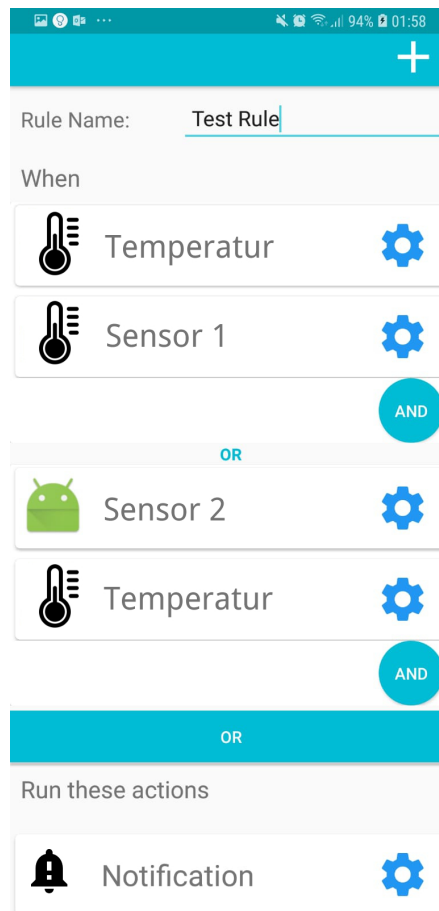 94% 01:58
Rule Name: Test Rule
When
Temperatur
Sensor 1
AND
OR
Sensor 2
Temperatur
AND
OR
Run these actions
Notification